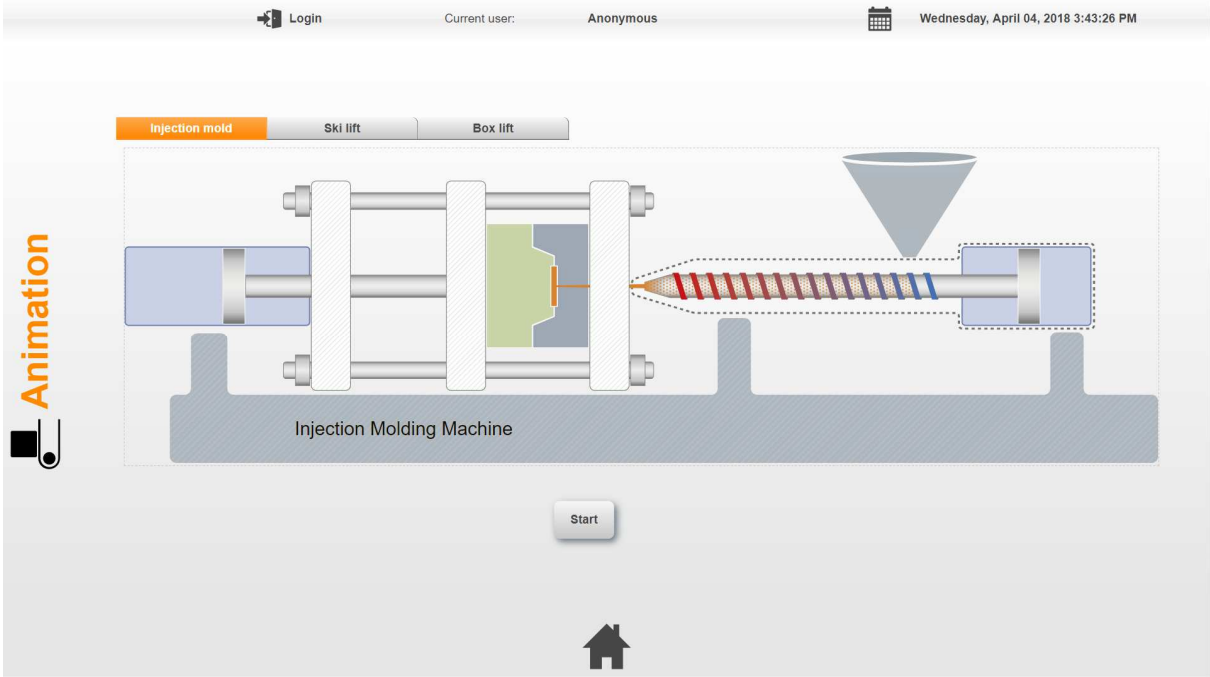 Login
Current user:
Anonymous
Wednesday, April 04, 2018 3:43:26 PM
Injection mold
Ski lift
Box lift
Animation
Injection Molding Machine
Start